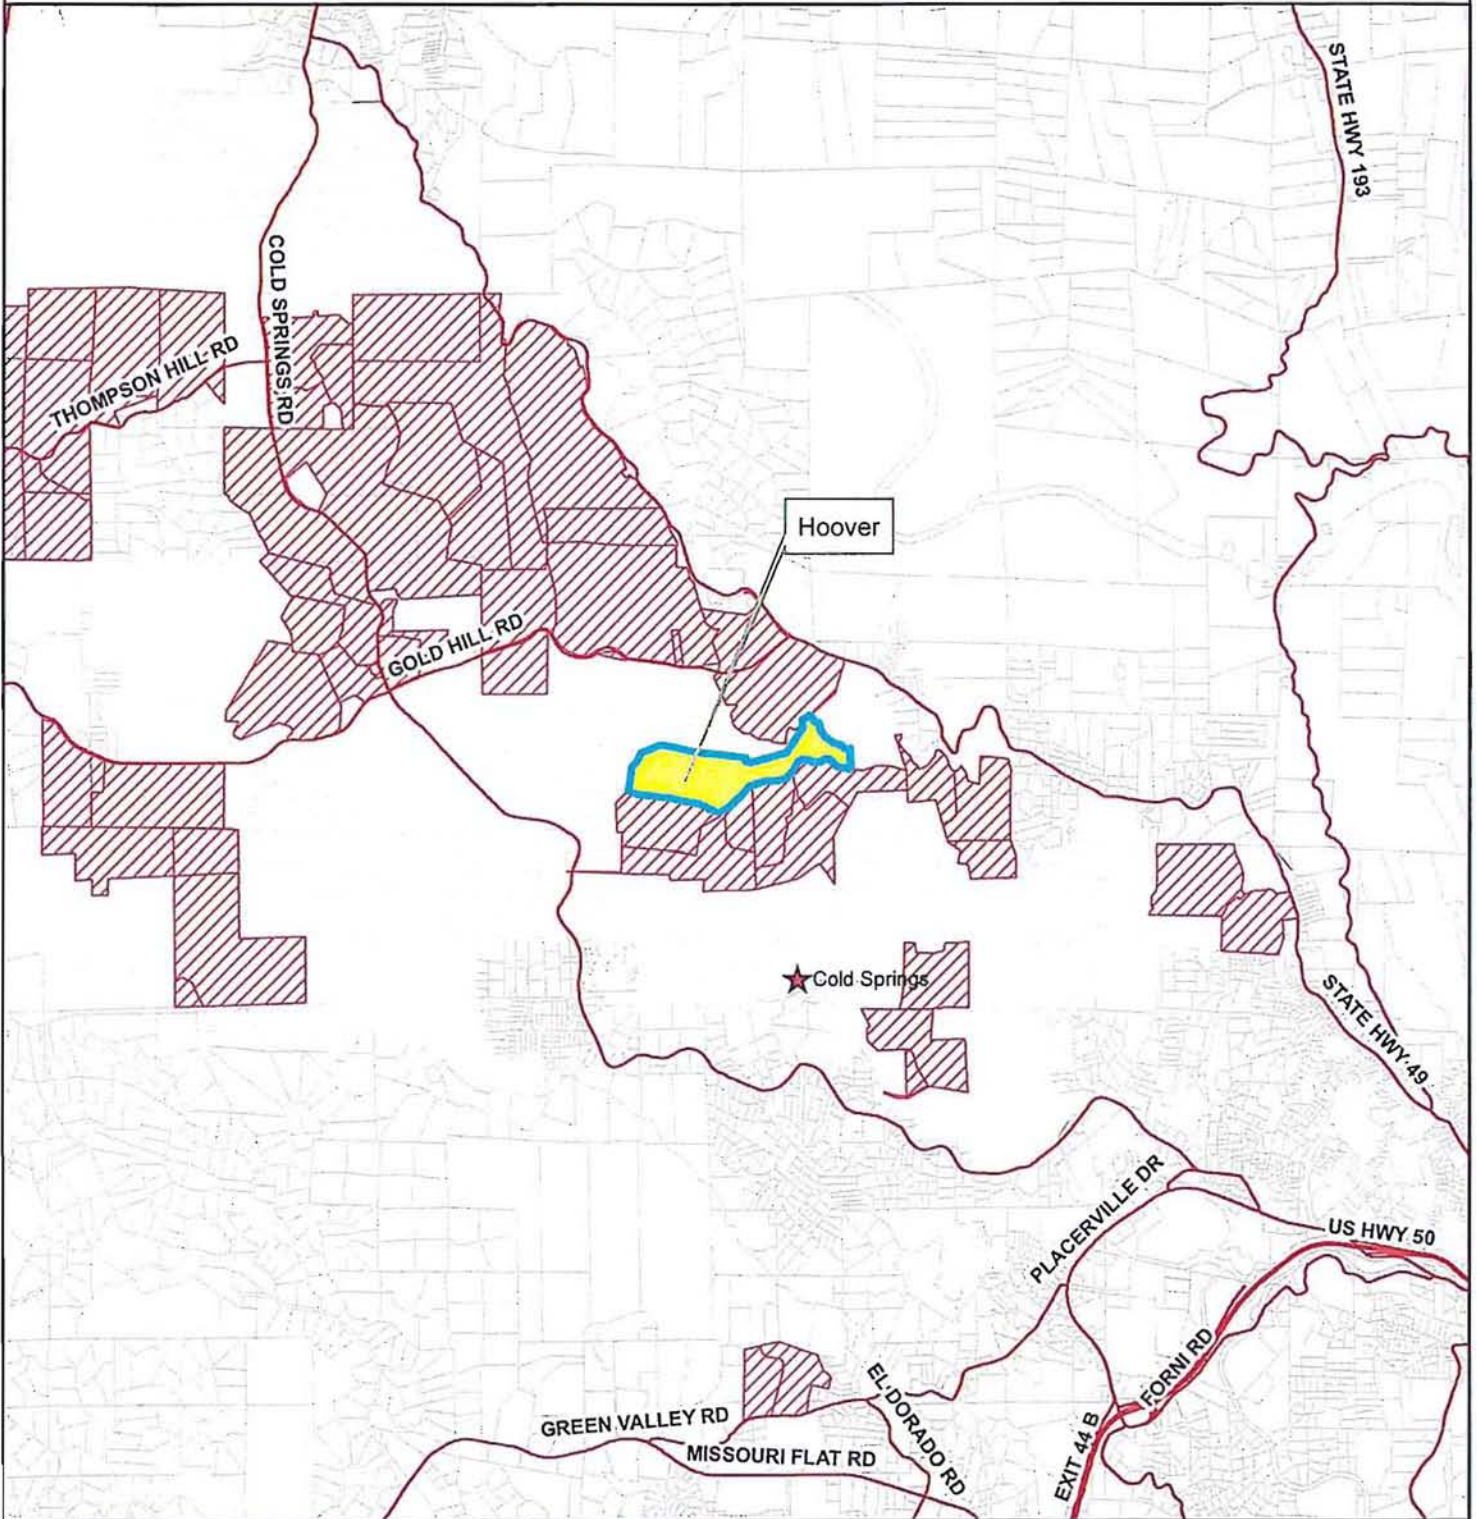 STATE HWY 193
COLD SPRINGS RD
THOMPSON HILL RD
Hoover
GOLD HILL RD
Cold Springs
STATE HWY 49
PLACERVILLE DR
US HWY 50
FORNI RD
EL DORADO RD
GREEN VALLEY RD
MISSOURI FLAT RD
EXIT 44 B